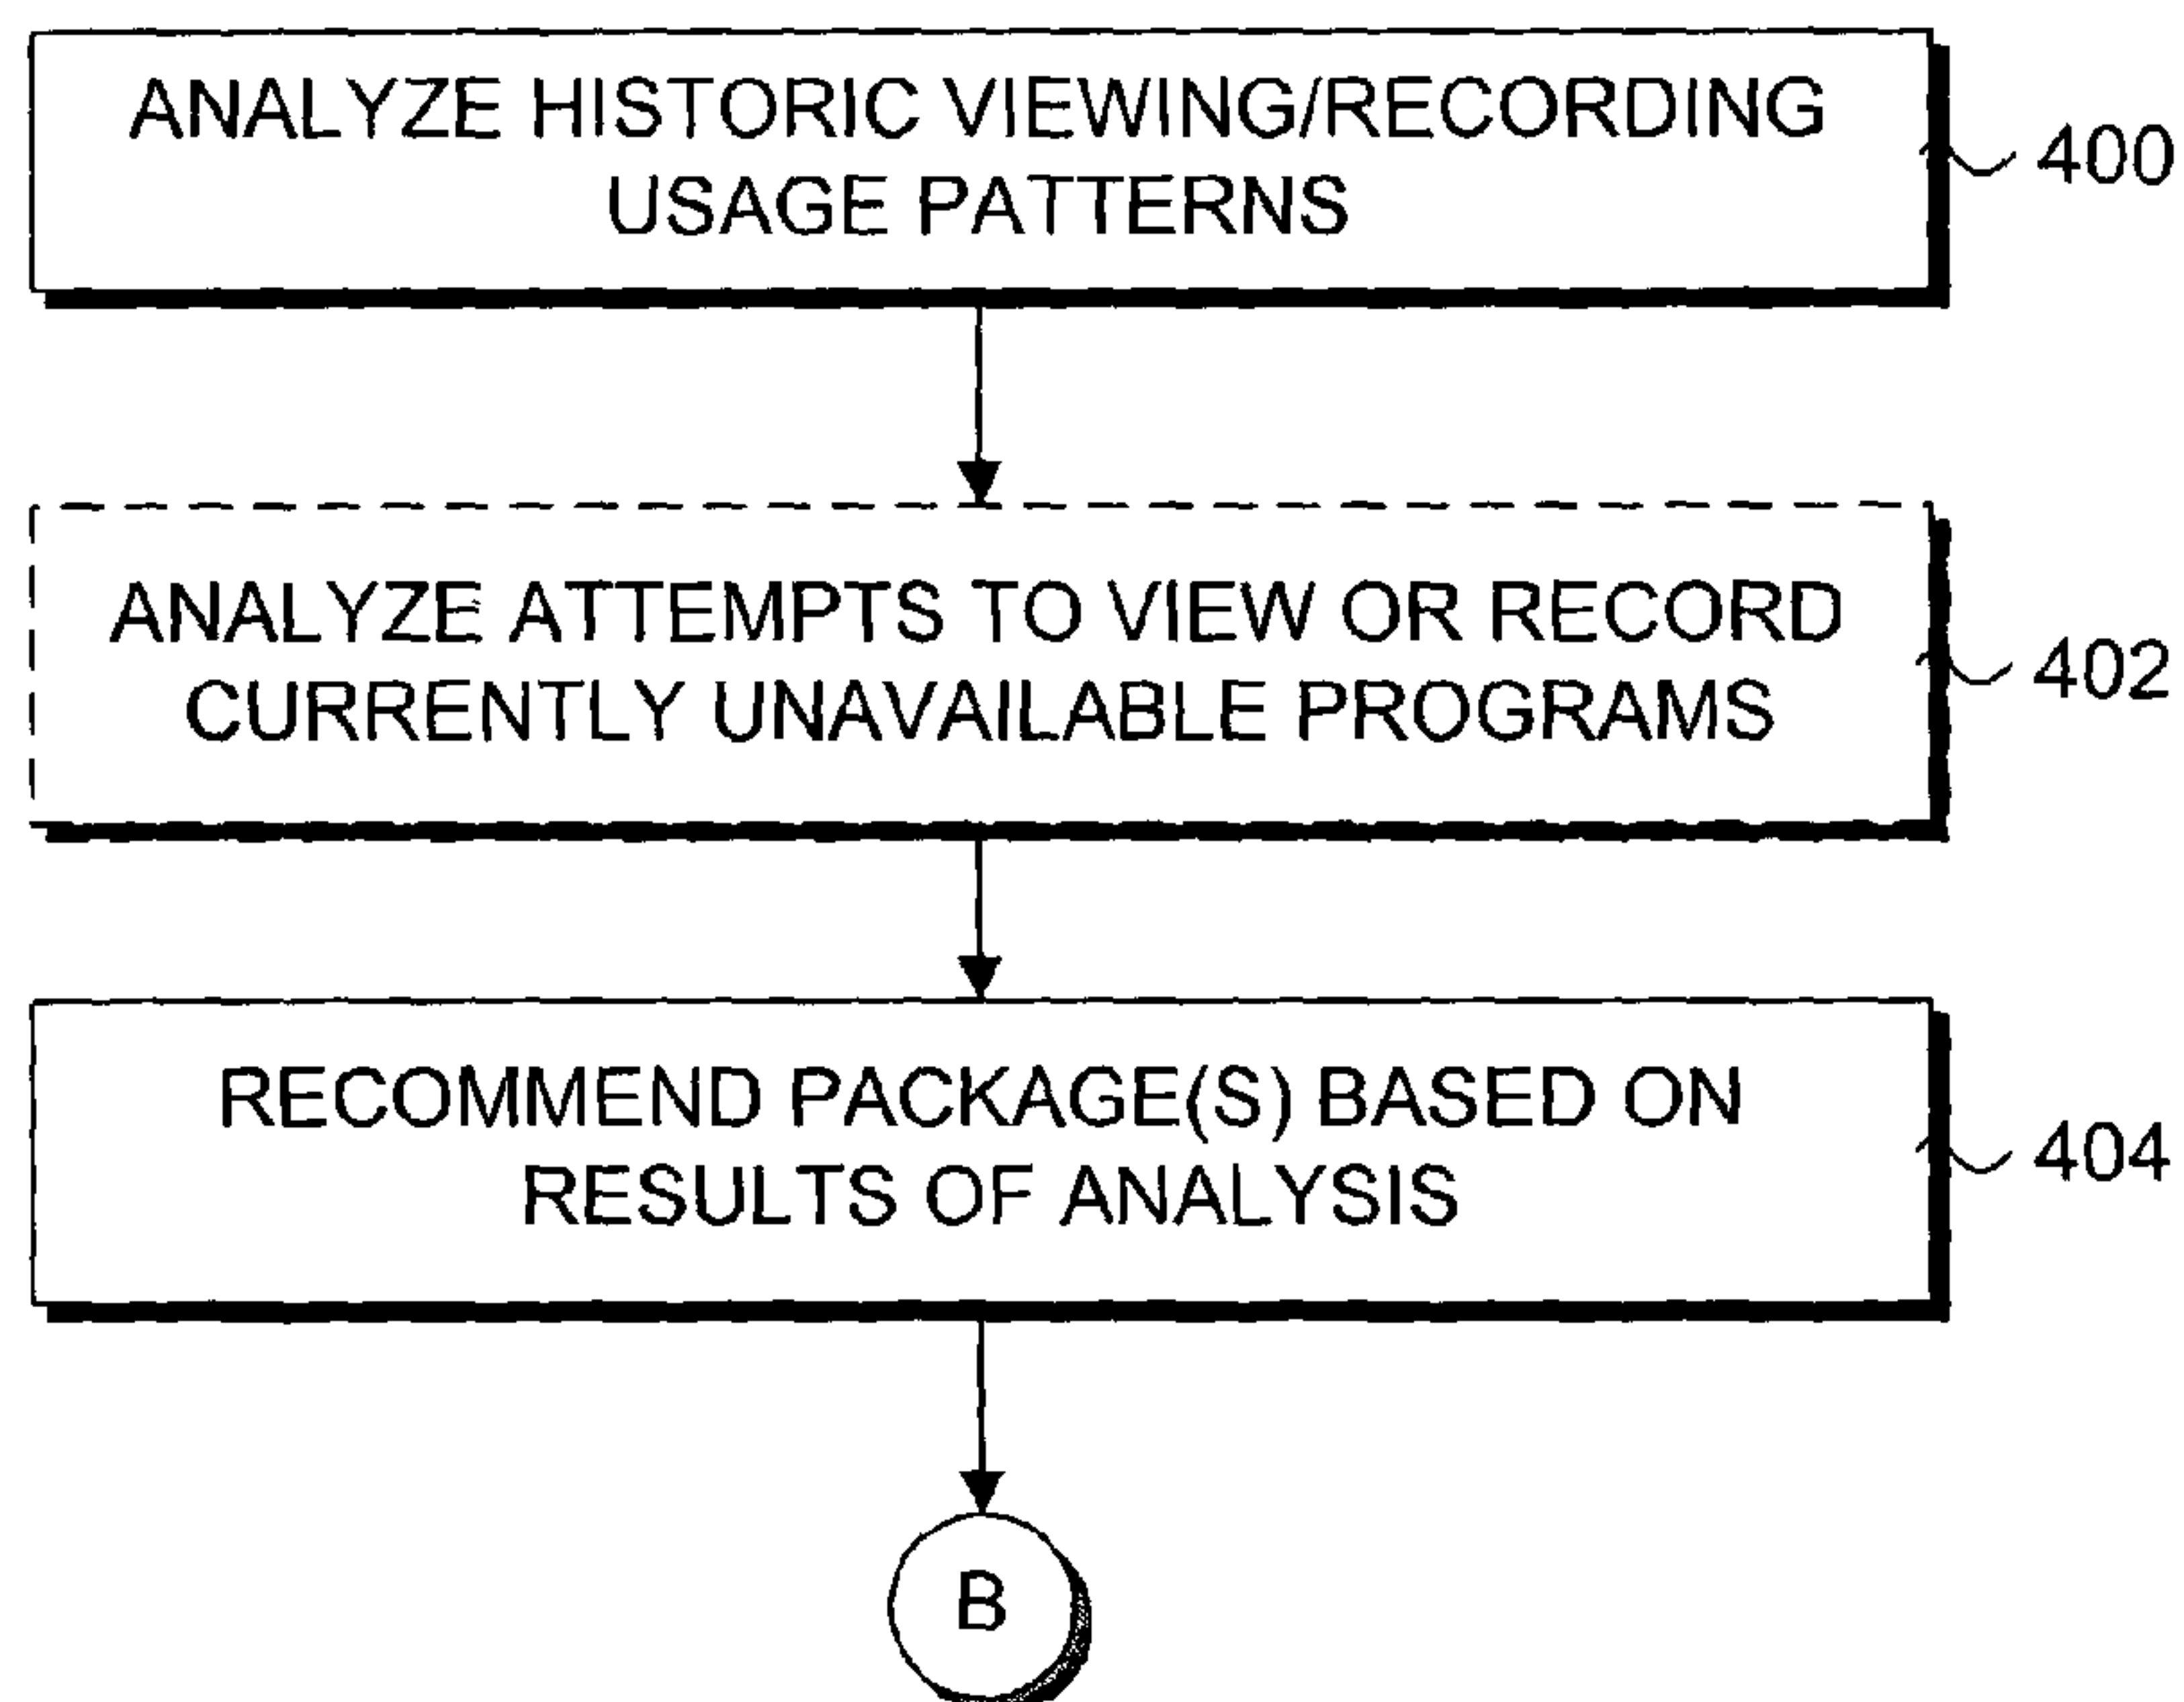 ANALYZE HISTORIC VIEWING/RECORDING
USAGE PATTERNS
400
ANALYZE ATTEMPTS TO VIEW OR RECORD
CURRENTLY UNAVAILABLE PROGRAMS
402
RECOMMEND PACKAGE(S) BASED ON
RESULTS OF ANALYSIS
404
B